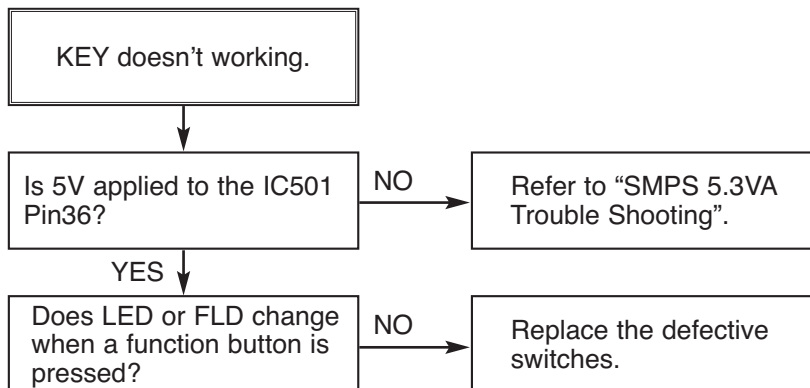 KEY doesn't working.
Is 5V applied to the IC501
Pin36?
NO
Refer to “SMPS 5.3VA
Trouble Shooting”.
YES
Does LED or FLD change
when a function button is
pressed?
NO
Replace the defective
switches.